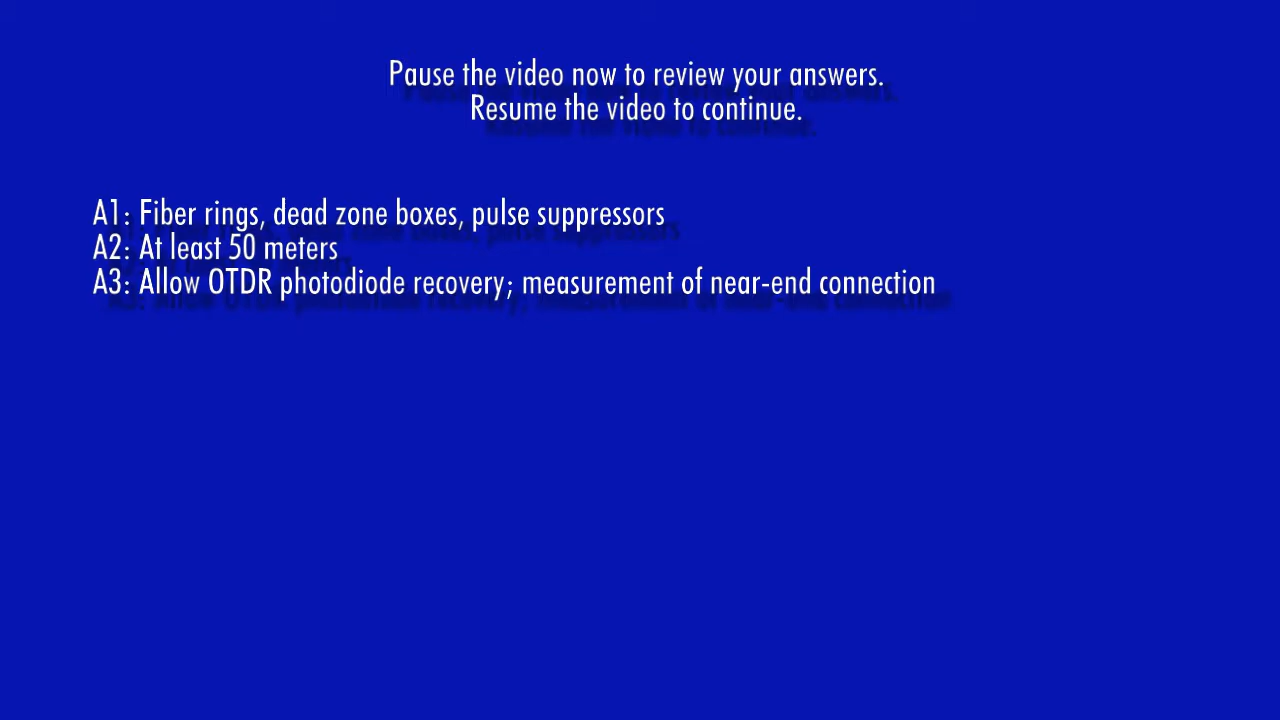 Pause the video now to review your answers.
Resume the video to continue.
A1: Fiber rings, dead zone boxes, pulse suppressors
A2: At least 50 meters
A3: Allow OTDR photodiode recovery; measurement of near-end connection